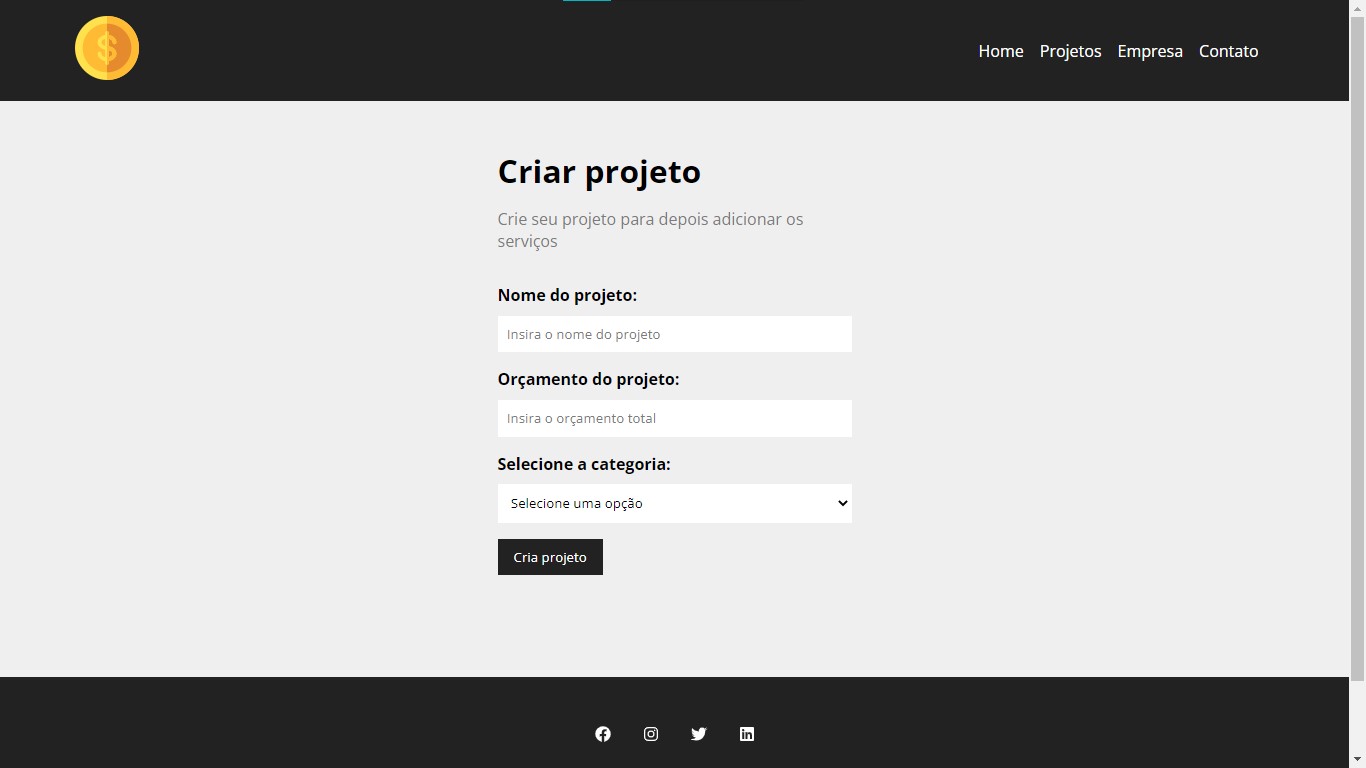 $
Home Projetos Empresa Contato
Criar projeto
Crie seu projeto para depois adicionar os
serviços
Nome do projeto:
Insira o nome do projeto
Orçamento do projeto:
Insira o orçamento total
Selecione a categoria:
Selecione uma opção
Cria projeto